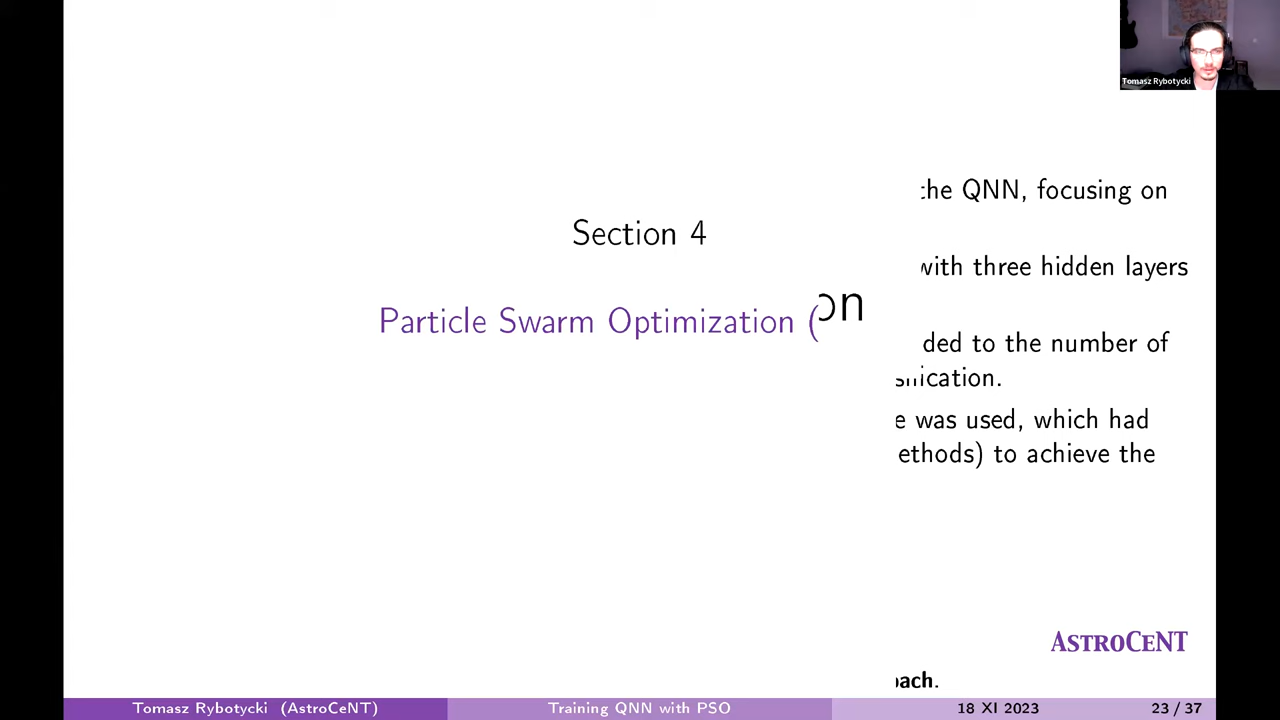 Tomasz Rybotycki
the QNN, focusing on
Section 4
with three hidden layers
on
Particle Swarm Optimization (
ded to the number of
ication.
e was used, which had
ethods) to achieve the
ASTROCENT
ach.
Tomasz Rybotycki (AstroCeNT)
Training QNN with PSO
18 XI 2023
23 / 37